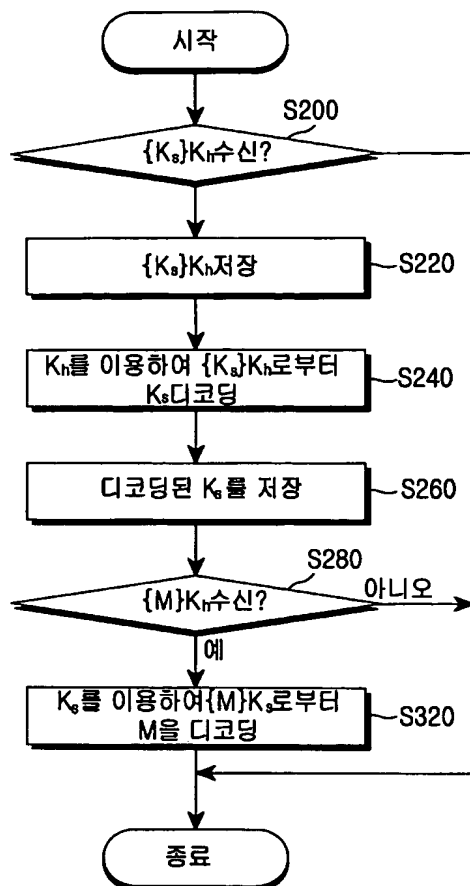 시작
S200
{Ks}Kh수신?
{Ks}Kh저장
S220
Kh를 이용하여 {Ks}Kh로부터
Ks디코딩
S240
디코딩된 Ks를 저장
S260
S280
{M}Kh수신?
아니오
예
Ks를 이용하여{M}Ks로부터
M을 디코딩
S320
종료